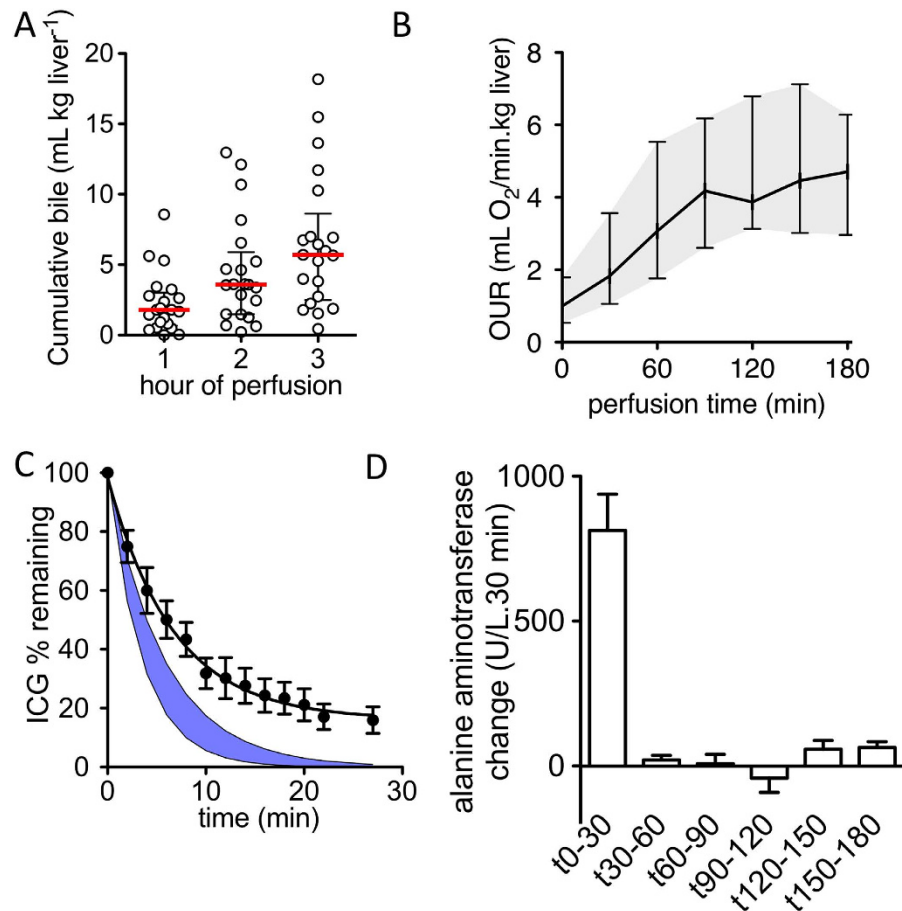 A
Cumulative bile (mL kg liver⁻¹)
20
15
10
5
0
1 2 3
hour of perfusion
B
OUR (mL O₂/min.kg liver)
8
6
4
2
0
0 60 120 180
perfusion time (min)
C
ICG % remaining
100
80
60
40
20
0
0 10 20 30
time (min)
D
alanine aminotransferase
change (U/L.30 min)
1000
500
0
t0-30
t30-60
t60-90
t90-120
t120-150
t150-180